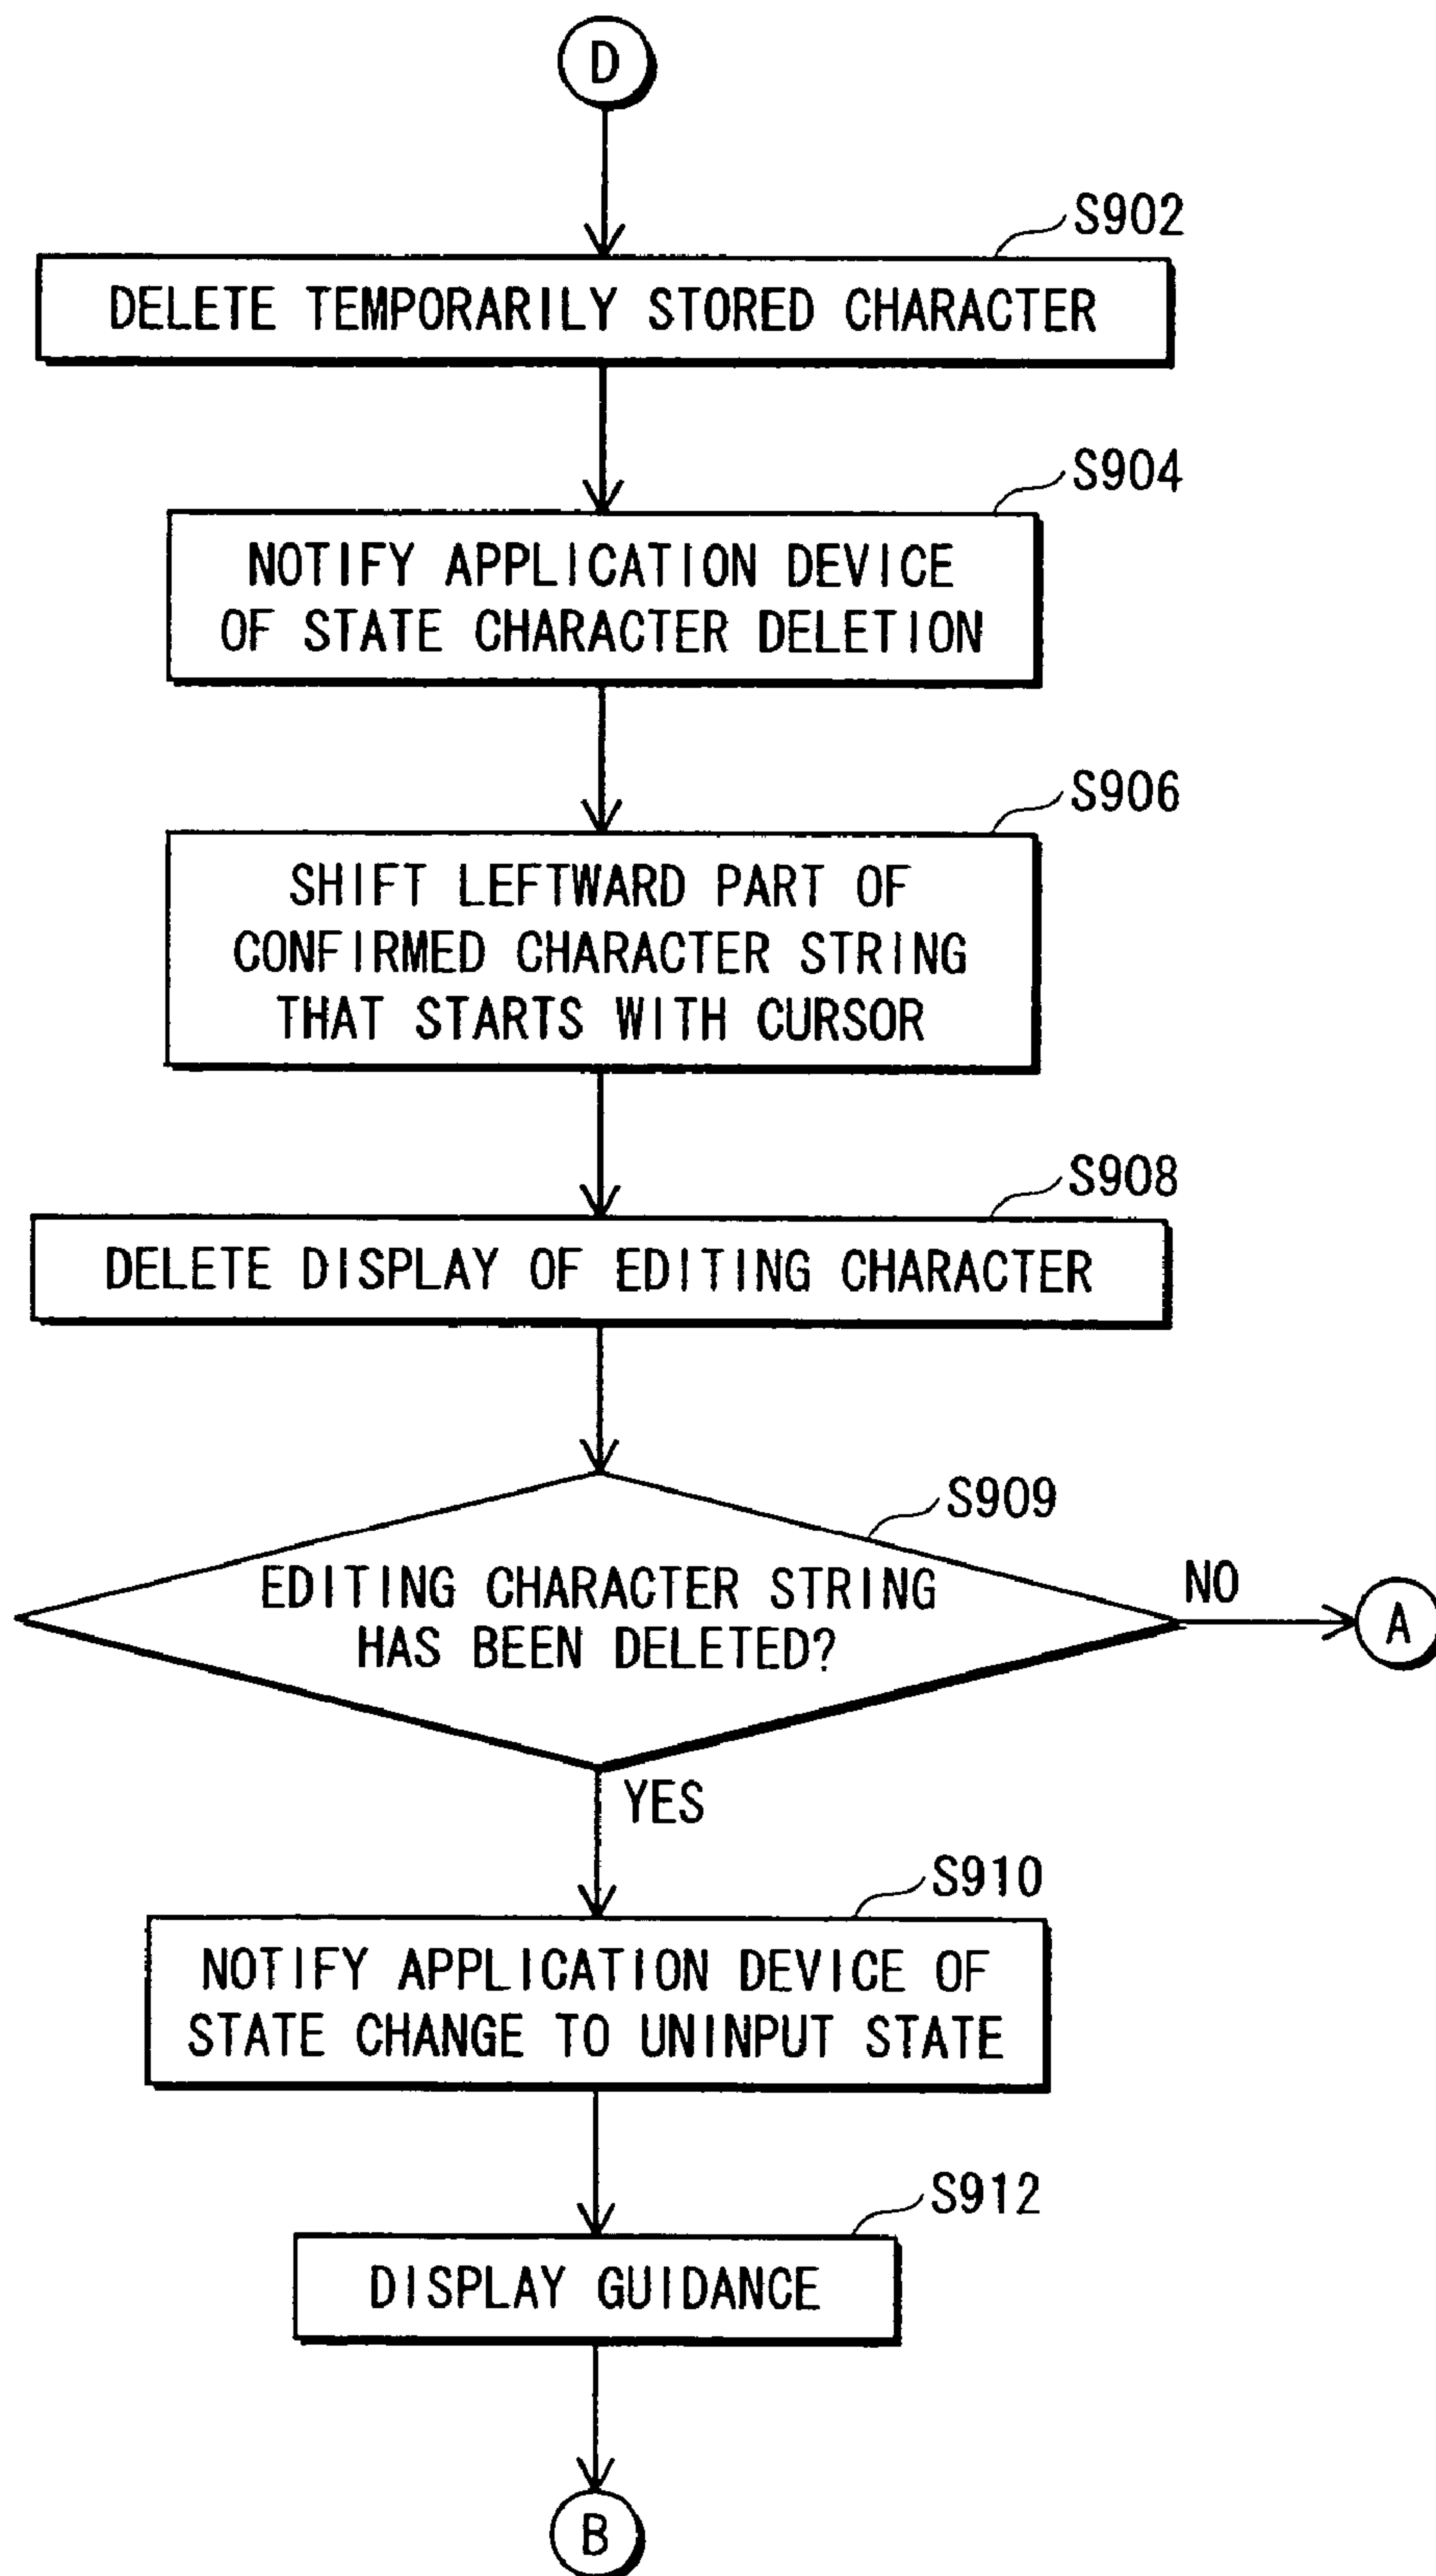 D
S902
DELETE TEMPORARILY STORED CHARACTER
S904
NOTIFY APPLICATION DEVICE
OF STATE CHARACTER DELETION
S906
SHIFT LEFTWARD PART OF
CONFIRMED CHARACTER STRING
THAT STARTS WITH CURSOR
S908
DELETE DISPLAY OF EDITING CHARACTER
S909
EDITING CHARACTER STRING
HAS BEEN DELETED?
NO
A
YES
S910
NOTIFY APPLICATION DEVICE OF
STATE CHANGE TO UNINPUT STATE
S912
DISPLAY GUIDANCE
B